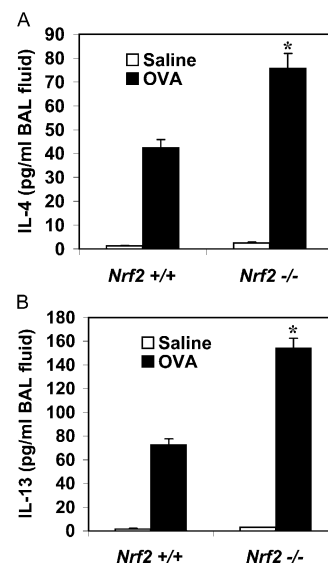 A
IL-4 (pg/ml BAL fluid)
90
80
70
60
50
40
30
20
10
0
Saline
OVA
*
Nrf2 +/+
Nrf2 -/-
B
IL-13 (pg/ml BAL fluid)
180
160
140
120
100
80
60
40
20
0
Saline
OVA
*
Nrf2 +/+
Nrf2 -/-